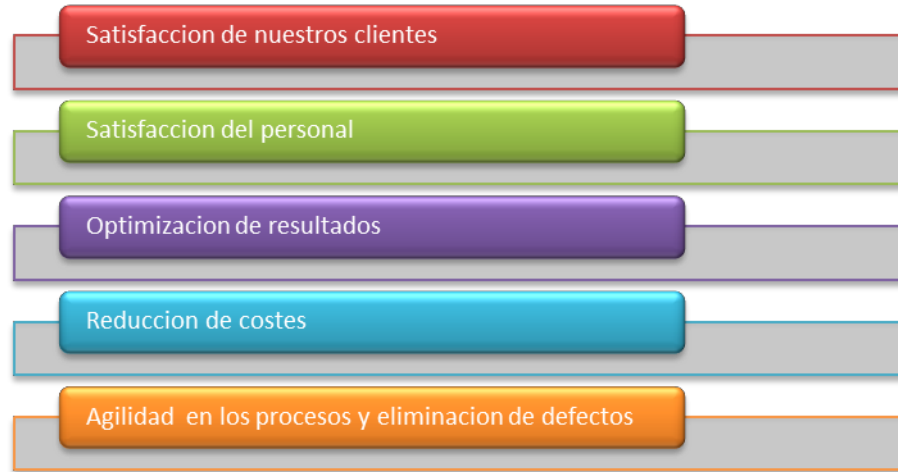 Satisfaccion de nuestros clientes
Satisfaccion del personal
Optimizacion de resultados
Reduccion de costes
Agilidad  en los procesos y eliminacion de defectos